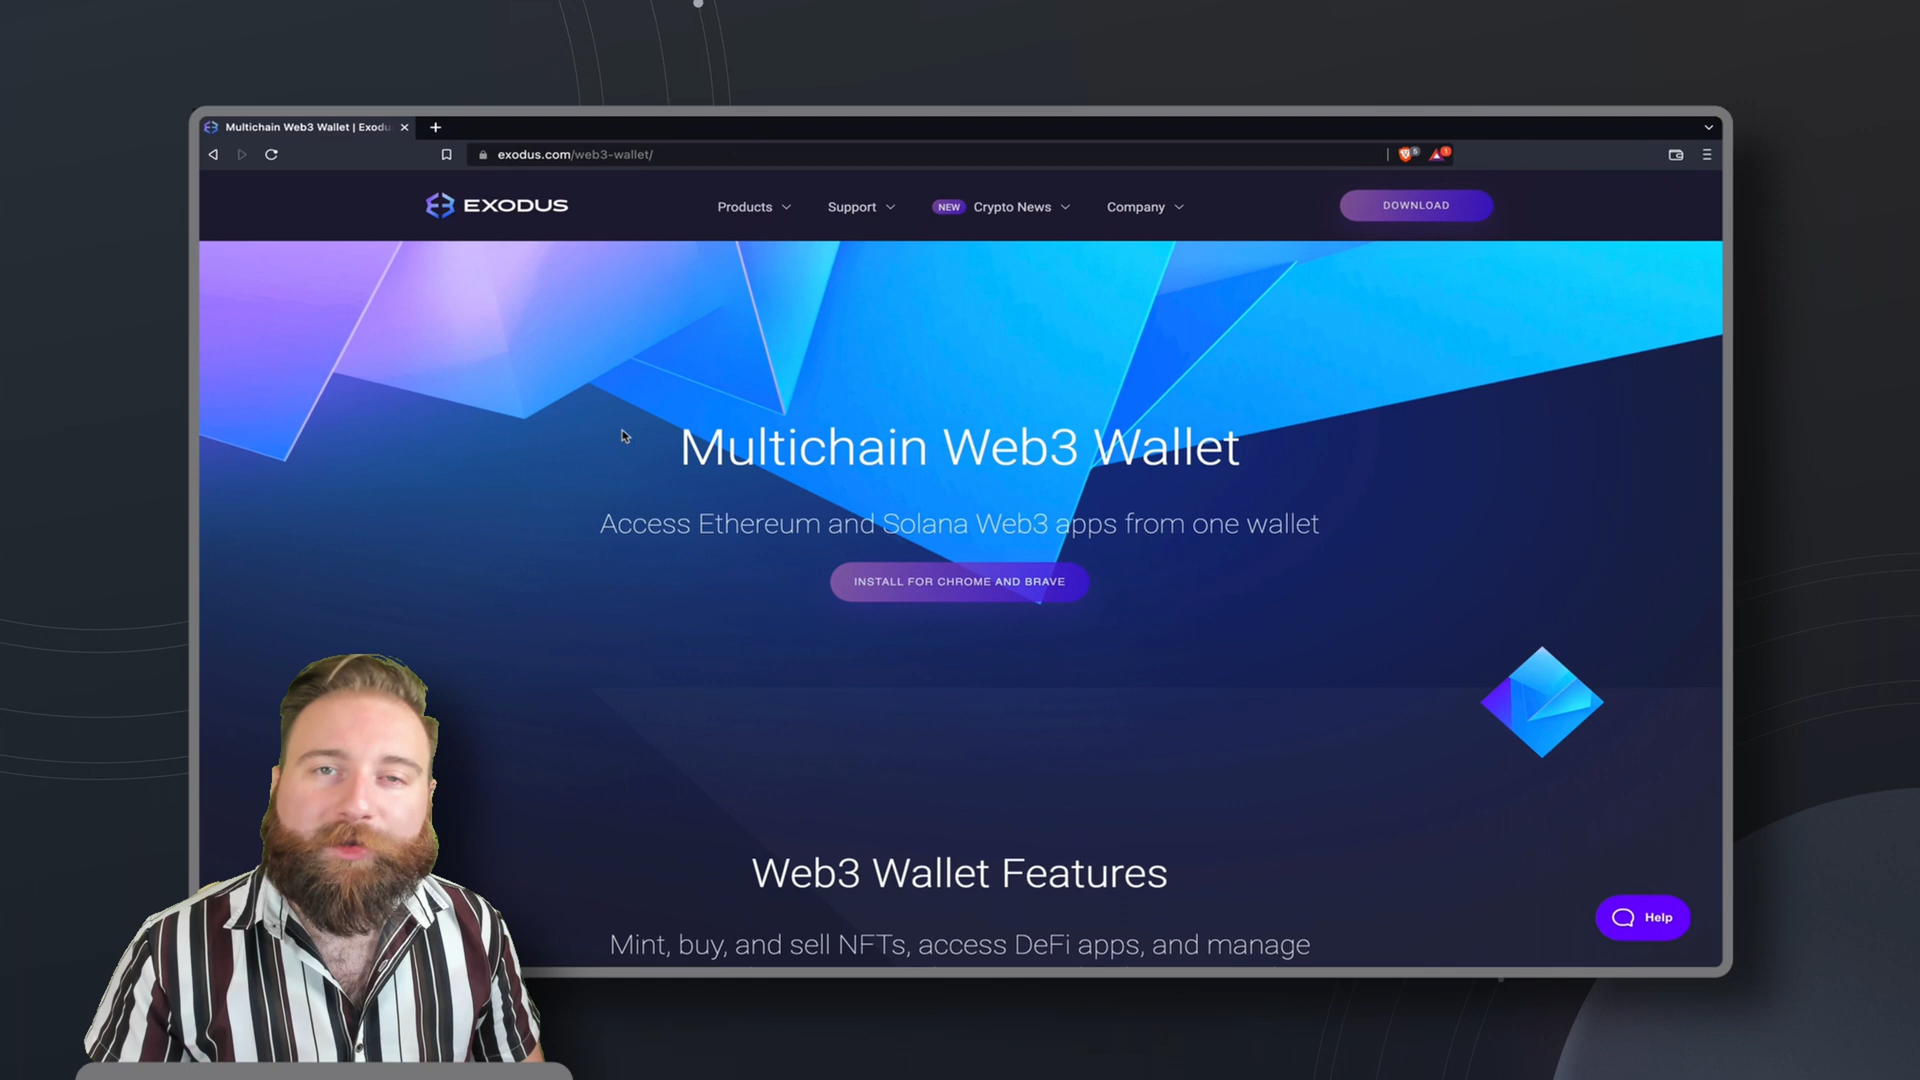 Multichain Web3 Wallet | Exodu
exodus.com/web3-wallet/
5
1
EXODUS
Products
Support
NEW Crypto News
Company
DOWNLOAD
Multichain Web3 Wallet
Access Ethereum and Solana Web3 apps from one wallet
INSTALL FOR CHROME AND BRAVE
Web3 Wallet Features
Mint, buy, and sell NFTs, access DeFi apps, and manage
Help